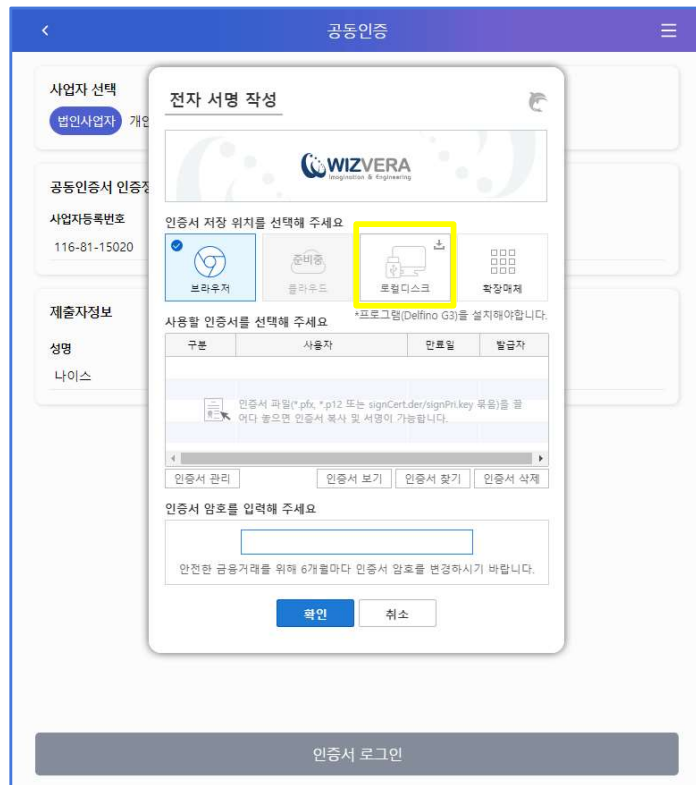 공동인증
사업자 선택
법인사업자 개인
공동인증서 인증정
사업자등록번호
116-81-15020
제출자정보
성명
나이스
전자 서명 작성
WIZVERA
Imagination & Engineering
인증서 저장 위치를 선택해 주세요
브라우저
준비중
클라우드
로컬디스크
확장매체
*프로그램(Delfino G3)을 설치해야합니다.
사용할 인증서를 선택해 주세요
구분 사용자 만료일 발급자
인증서 파일(*.pfx, *.p12 또는 signCert.der/signPri.key 묶음)을 끌
어다 놓으면 인증서 복사 및 서명이 가능합니다.
인증서 관리 인증서 보기 인증서 찾기 인증서 삭제
인증서 암호를 입력해 주세요
안전한 금융거래를 위해 6개월마다 인증서 암호를 변경하시기 바랍니다.
확인 취소
인증서 로그인